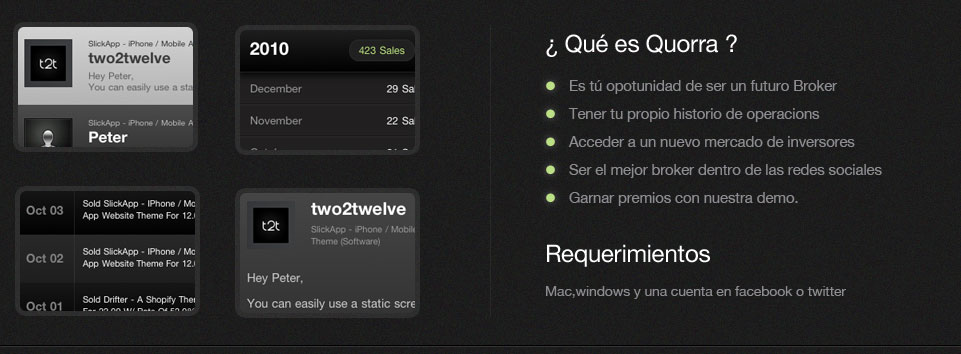 SlickApp - iPhone / Mobile A
two2twelve
Hey Peter,
You can easily use a sta
t2t
SlickApp - iPhone / Mobile A
Peter
2010
423 Sales
December 29 Sa
November 22 Sa
Oct 03
Sold SlickApp - IPhone / Mo
App Website Theme For 12.
Oct 02
Sold SlickApp - IPhone / Mo
App Website Theme For 12.
Oct 01
Sold Drifter - A Shopify The
t2t
two2twelve
SlickApp - iPhone / Mobile
Theme (Software)
Hey Peter,
You can easily use a static scre
¿ Qué es Quorra ?
Es tú opotunidad de ser un futuro Broker
Tener tu propio historio de operacions
Acceder a un nuevo mercado de inversores
Ser el mejor broker dentro de las redes sociales
Garnar premios con nuestra demo.
Requerimientos
Mac,windows y una cuenta en facebook o twitter